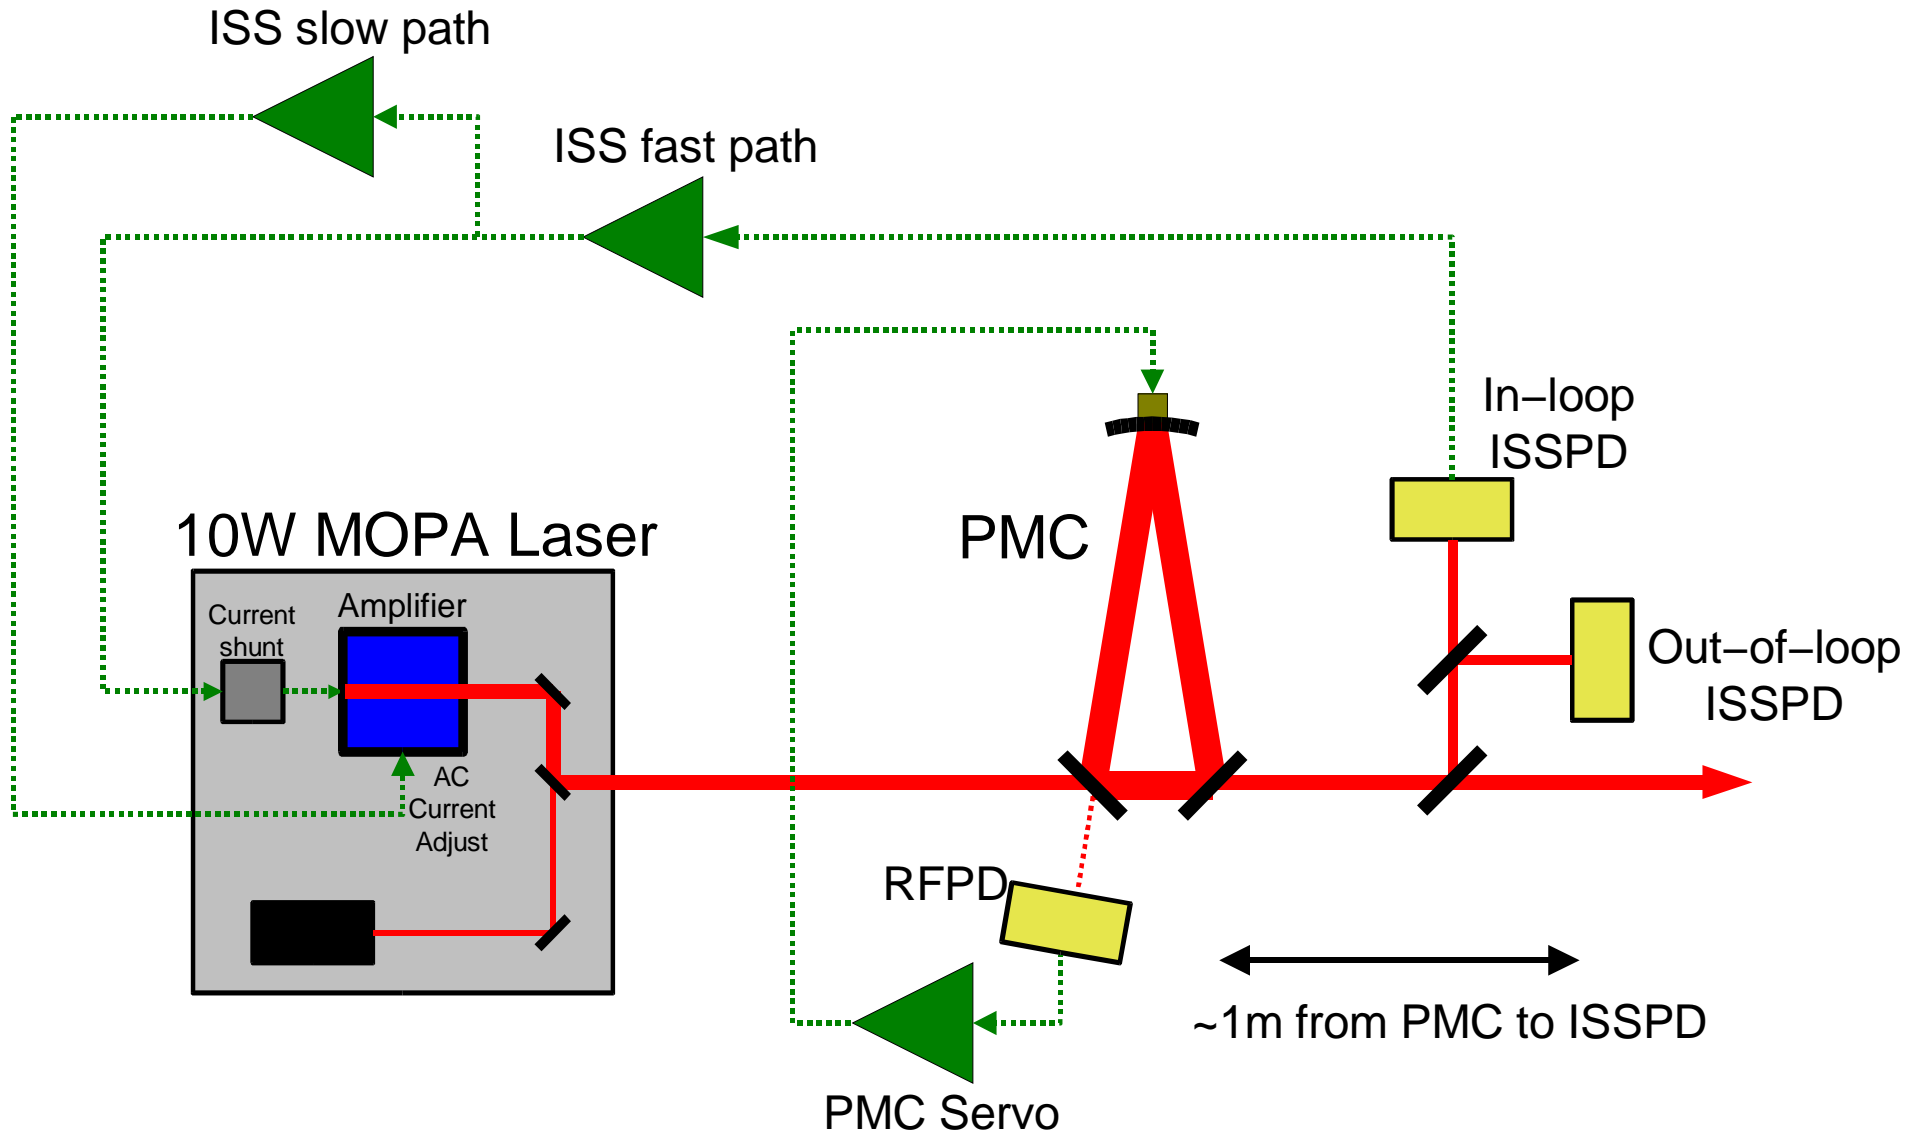 ISS slow path
ISS fast path
In−loop
ISSPD
10W MOPA Laser
PMC
Current
shunt
Amplifier
Out−of−loop
ISSPD
AC
Current
Adjust
RFPD
~1m from PMC to ISSPD
PMC Servo